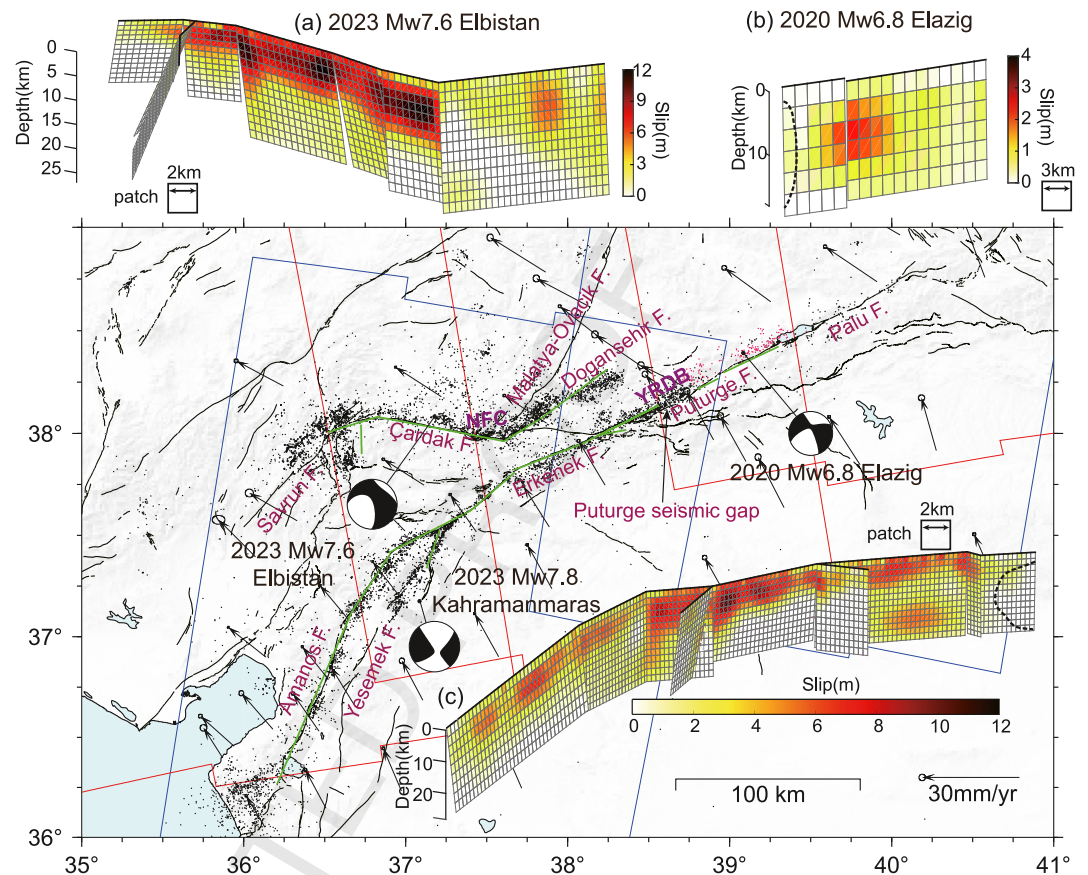 (a) 2023 Mw7.6 Elbistan
(b) 2020 Mw6.8 Elazig
Depth(km)
0
5
10
15
20
25
patch
2km
12
9
6
3
0
Slip(m)
Depth(km)
0
10
4
3
2
1
0
Slip(m)
3km
Malatya-Ovacik F.
Dogansehir F.
Palu F.
YRDB
Puturge F.
NFC
Çardak F.
Erkenek F.
Savrun F.
2020 Mw6.8 Elazig
Puturge seismic gap
2023 Mw7.6
Elbistan
2023 Mw7.8
Kahramanmaras
patch
2km
Amanos F.
Yesemek F.
(c)
Depth(km)
0
10
20
Slip(m)
0 2 4 6 8 10 12
100 km
30mm/yr
38°
37°
36°
35° 36° 37° 38° 39° 40° 41°